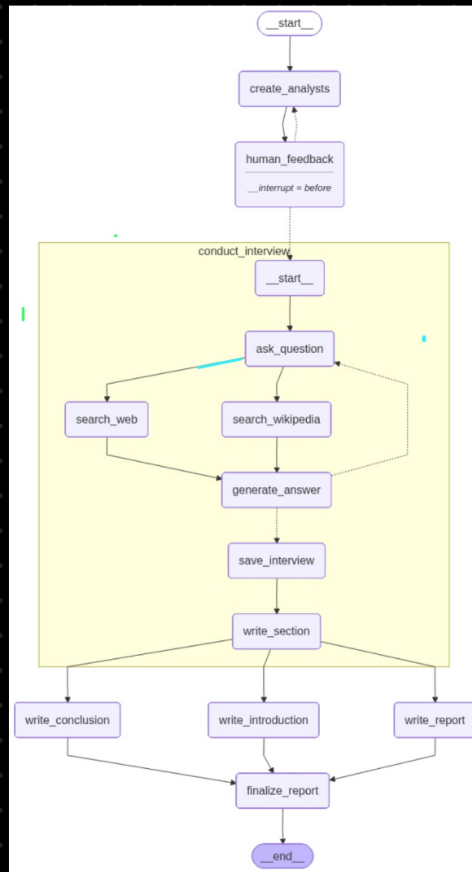 __start__
create_analysts
human_feedback
__interrupt = before
conduct_interview
__start__
ask_question
search_web
search_wikipedia
generate_answer
save_interview
write_section
write_conclusion
write_introduction
write_report
finalize_report
__end__